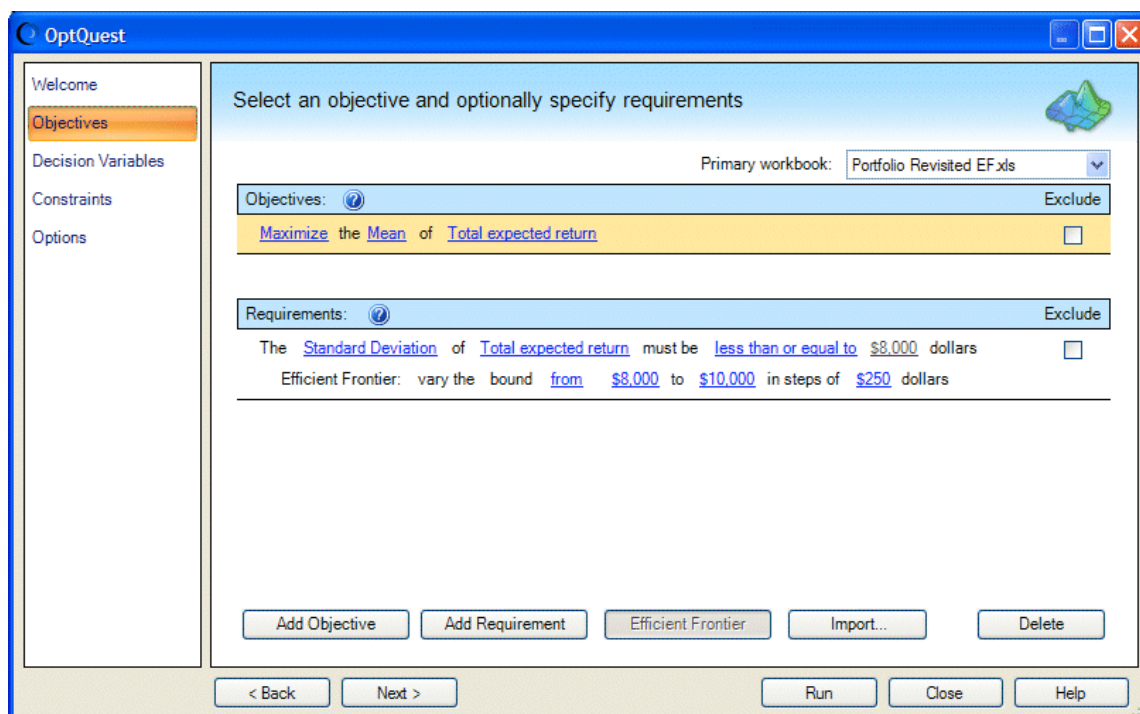 OptQuest
Welcome
Objectives
Decision Variables
Constraints
Options
Select an objective and optionally specify requirements
Primary workbook: Portfolio Revisited EF.xls
Objectives: ? Exclude
Maximize the Mean of Total expected return
Requirements: ? Exclude
The Standard Deviation of Total expected return must be less than or equal to $8,000 dollars
Efficient Frontier: vary the bound from $8,000 to $10,000 in steps of $250 dollars
Add Objective Add Requirement Efficient Frontier Import... Delete
< Back Next > Run Close Help